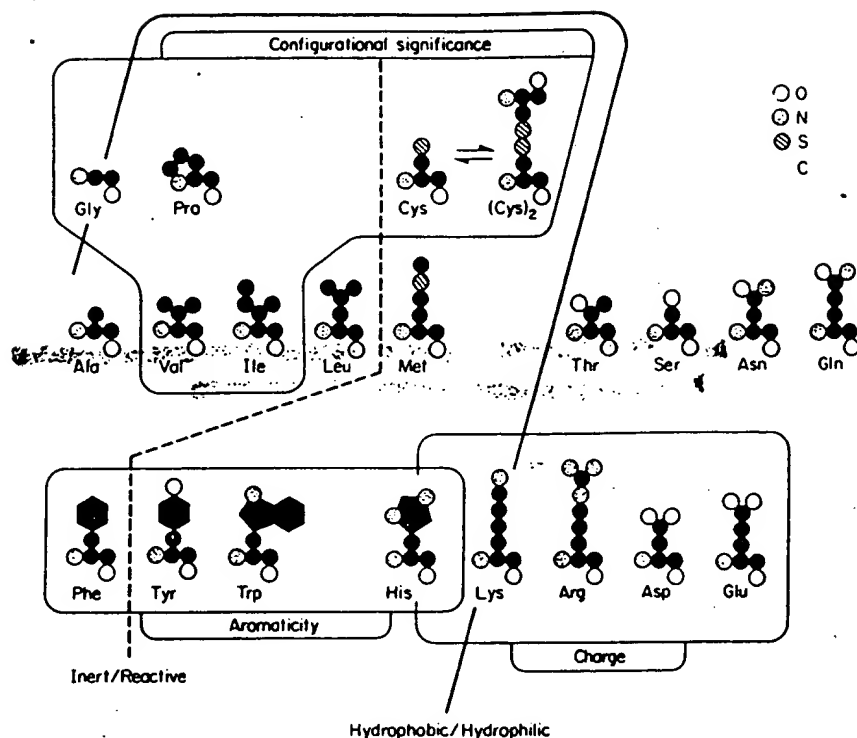 Configurational significance
O
N
S
C
Gly Pro Cys (Cys)2
Ala Val Ile Leu Met Thr Ser Asn Gln
Phe Tyr Trp His Lys Arg Asp Glu
Aromaticity
Charge
Inert/Reactive
Hydrophobic/Hydrophilic